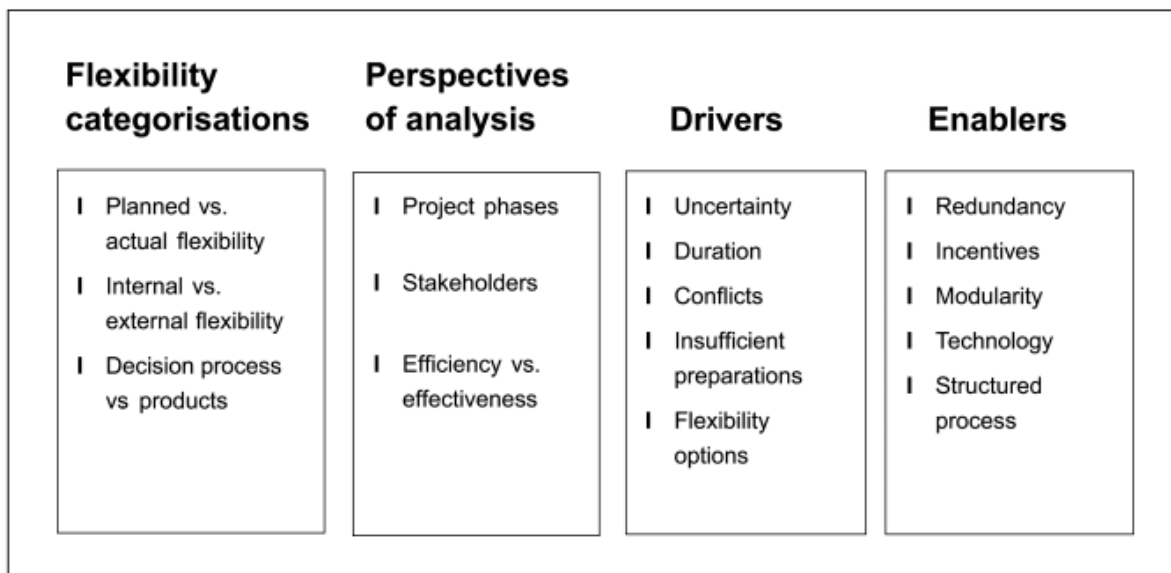 Flexibility
categorisations
Perspectives
of analysis
Drivers
Enablers
Planned vs.
actual flexibility
Internal vs.
external flexibility
Decision process
vs products
Project phases
Stakeholders
Efficiency vs.
effectiveness
Uncertainty
Duration
Conflicts
Insufficient
preparations
Flexibility
options
Redundancy
Incentives
Modularity
Technology
Structured
process